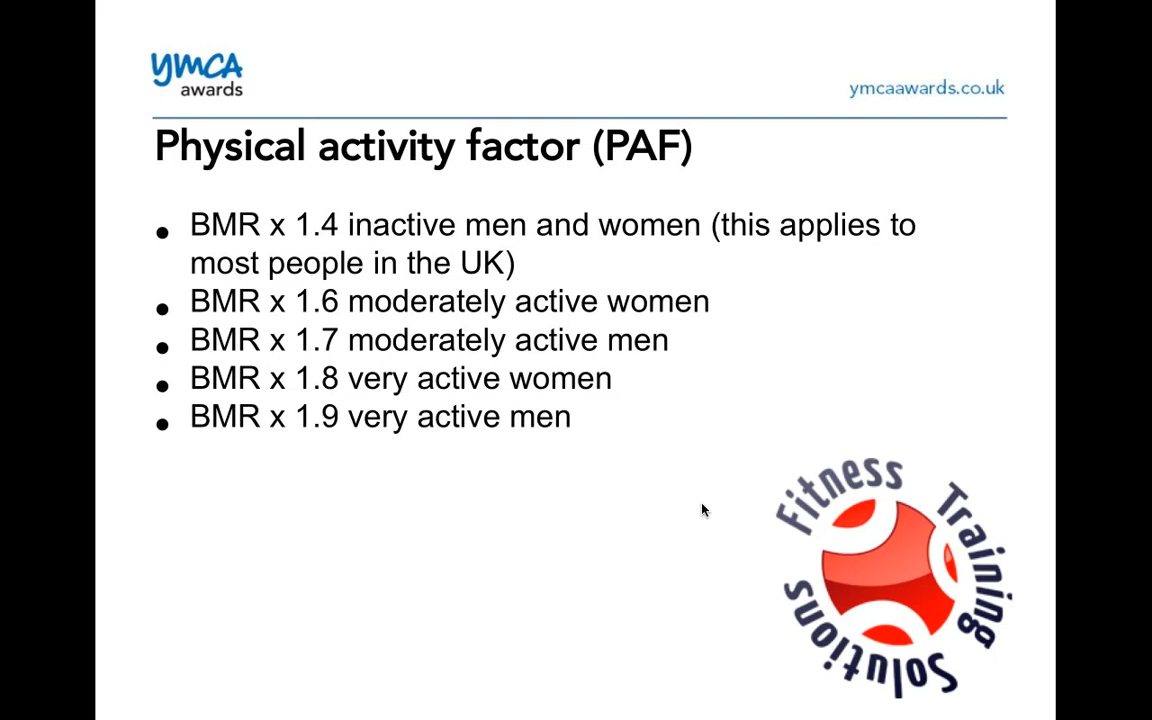 YMCA
awards
ymcaawards.co.uk
Physical activity factor (PAF)
• BMR x 1.4 inactive men and women (this applies to
most people in the UK)
• BMR x 1.6 moderately active women
• BMR x 1.7 moderately active men
• BMR x 1.8 very active women
• BMR x 1.9 very active men
Fitness Training Solutions